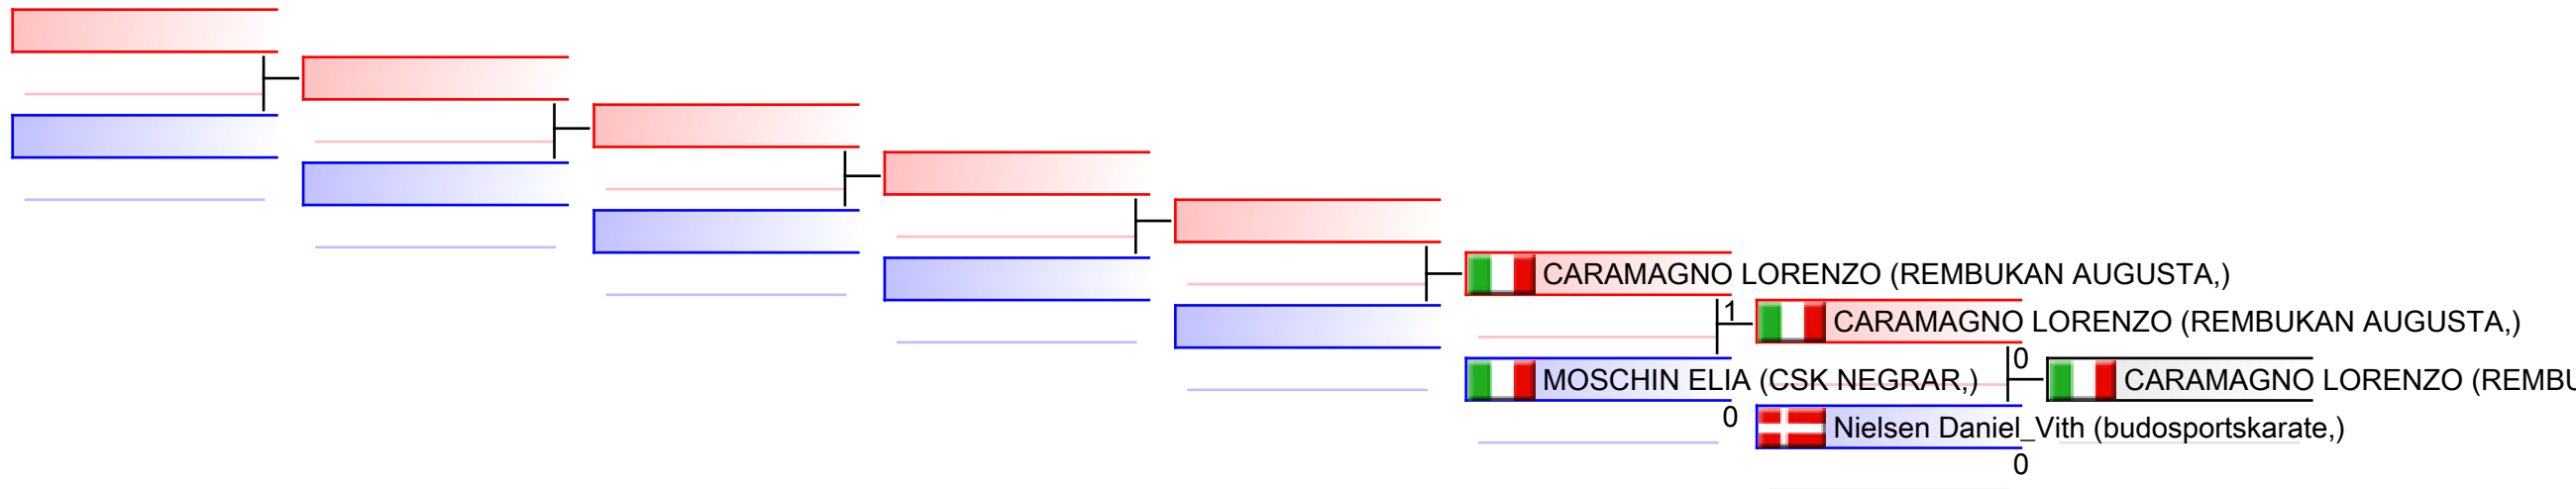 CARAMAGNO LORENZO (REMBUKAN AUGUSTA,)
1
CARAMAGNO LORENZO (REMBUKAN AUGUSTA,)
0
MOSCHIN ELIA (CSK NEGRAR,)
CARAMAGNO LORENZO (REMBU
0
Nielsen Daniel_Vith (budosportskarate,)
0